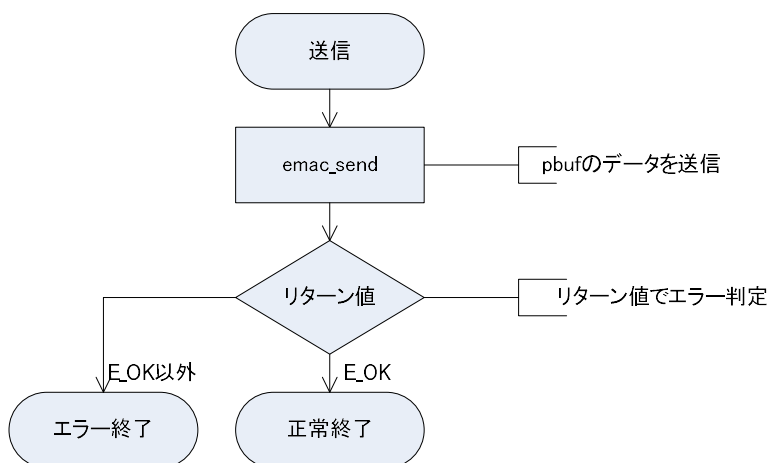 送信
emac_send
pbufのデータを送信
リターン値
リターン値でエラー判定
E_OK以外
E_OK
エラー終了
正常終了